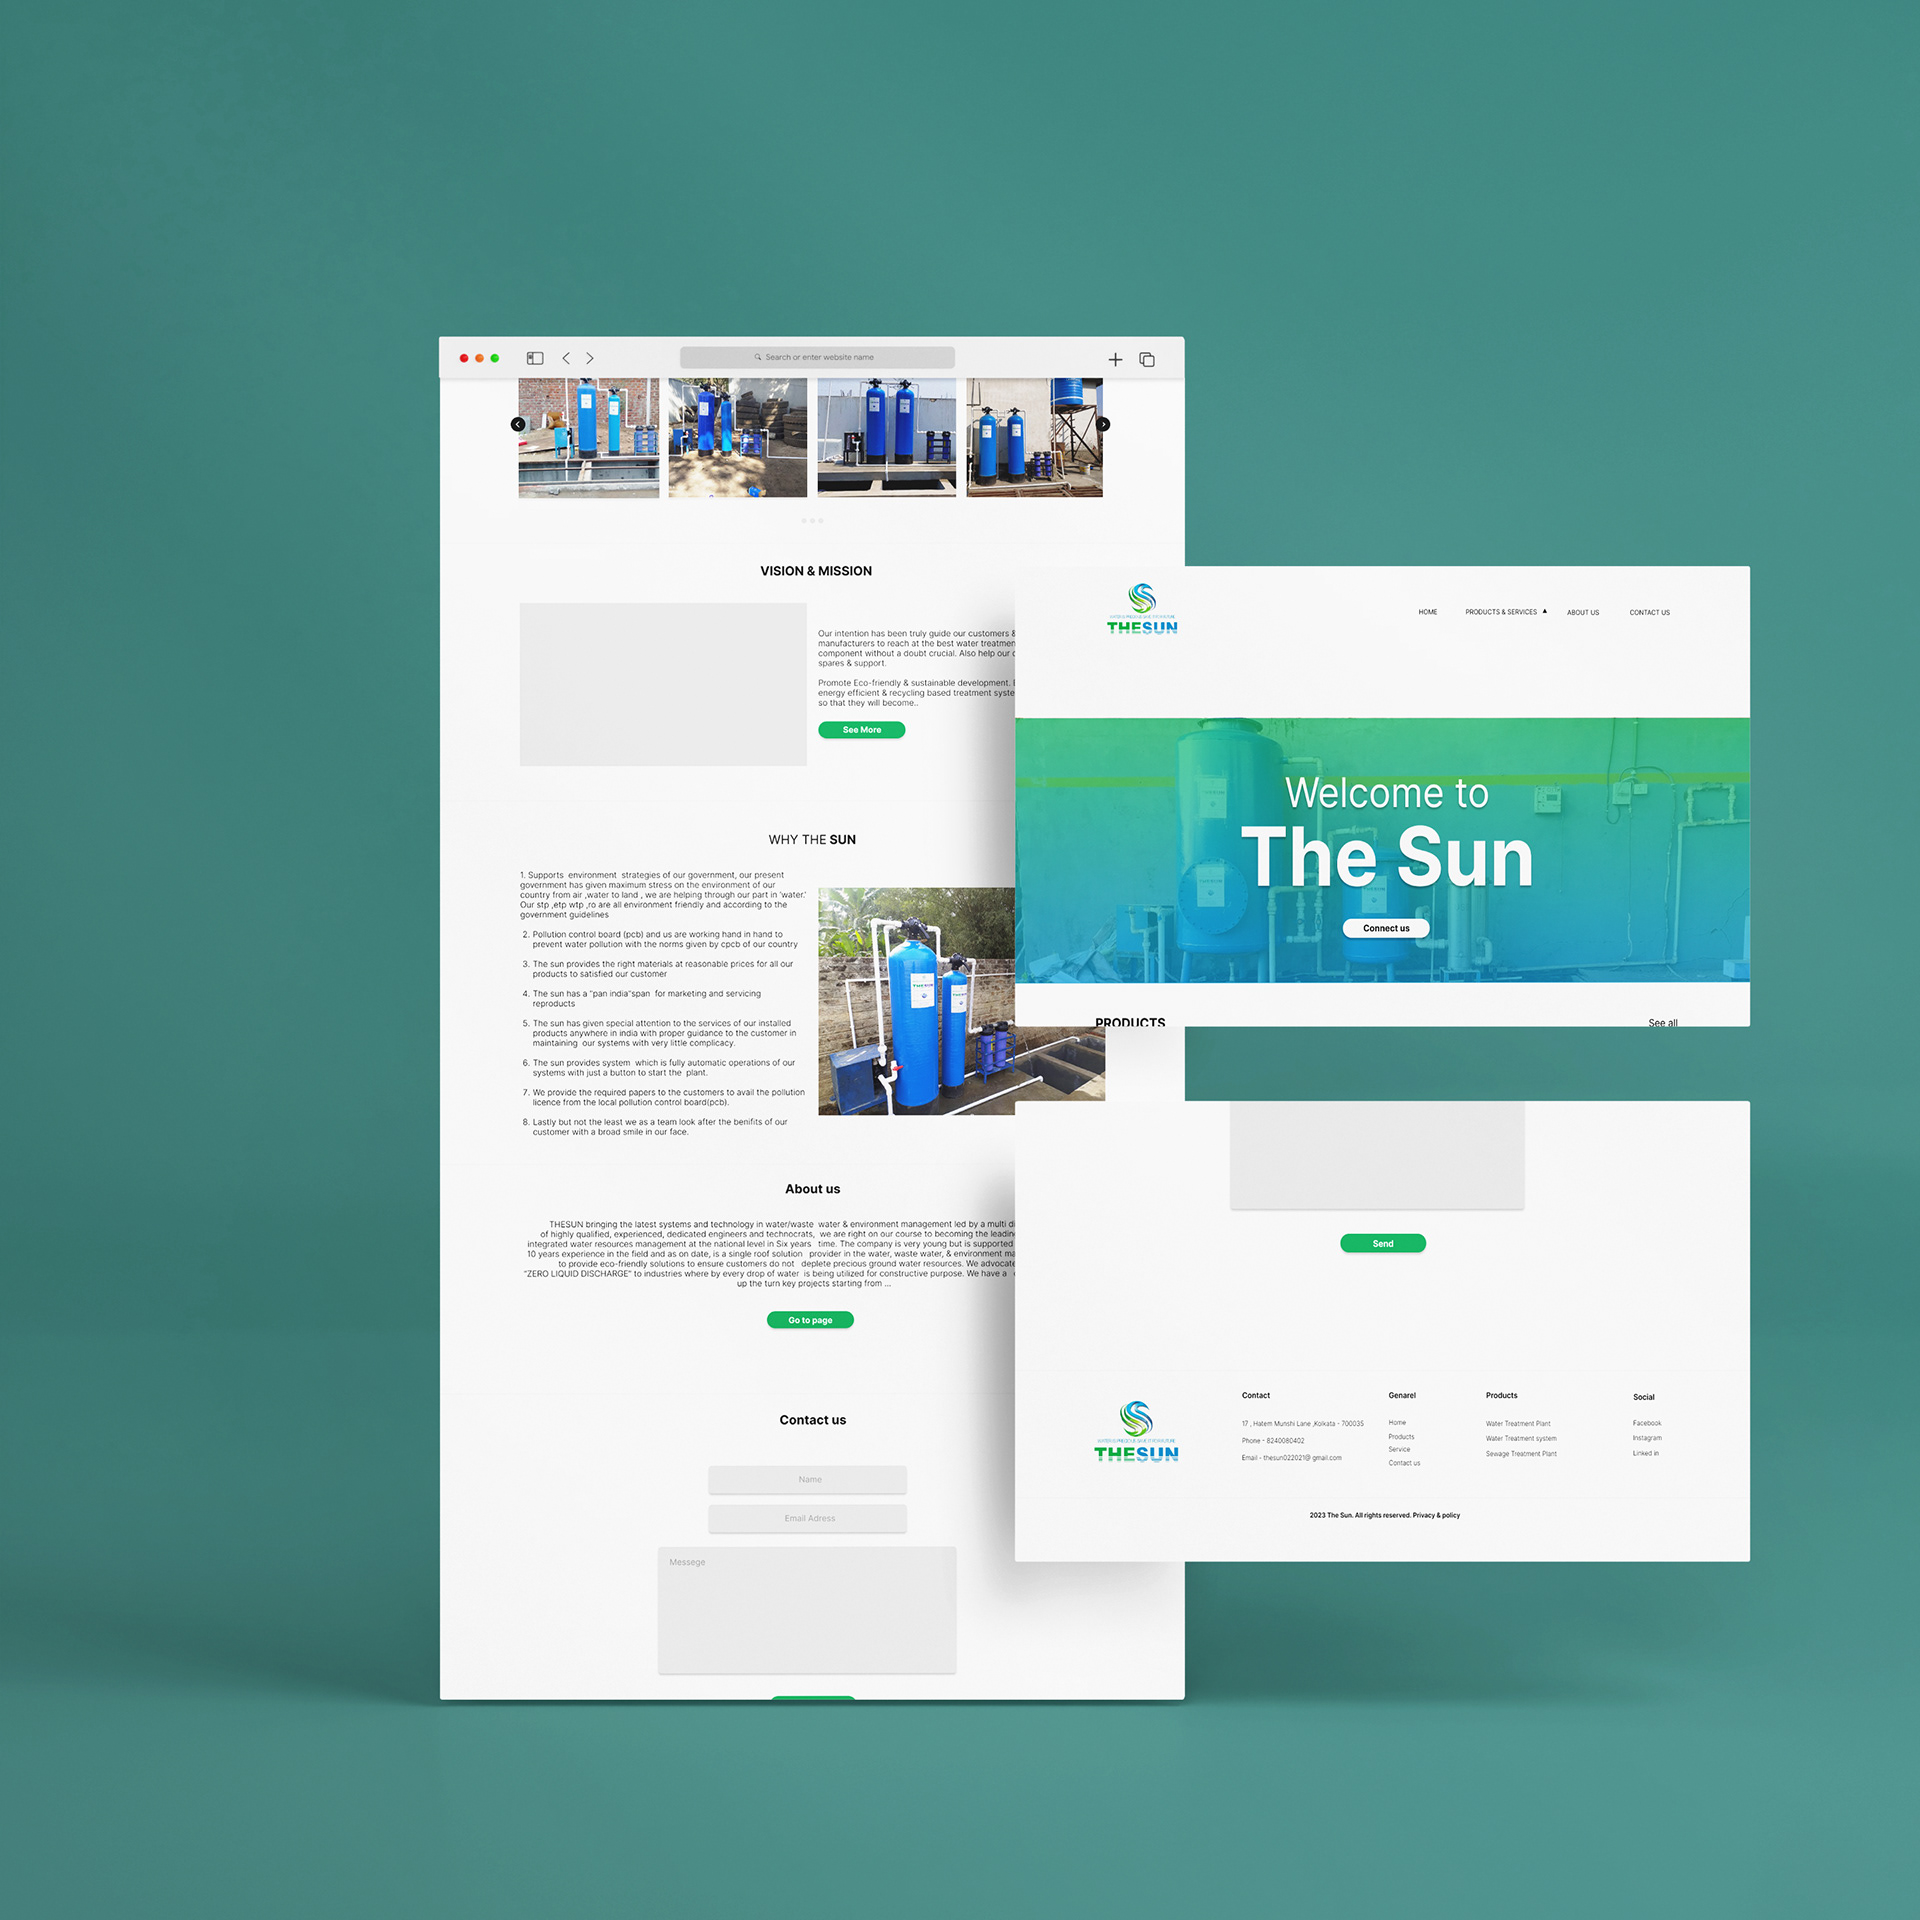 Search or enter website name
VISION & MISSION
Our intention has been truly guide our customers &
manufacturers to reach at the best water treatmen
component without a doubt crucial. Also help our
spares & support.
Promote Eco-friendly & sustainable development.
energy efficient & recycling based treatment syste
so that they will become..
See More
WHY THE SUN
1. Supports environment strategies of our government, our present
government has given maximum stress on the environment of our
country from air ,water to land , we are helping through our part in 'water.'
Our stp ,etp wtp ,ro are all environment friendly and according to the
government guidelines
2. Pollution control board (pcb) and us are working hand in hand to
prevent water pollution with the norms given by cpcb of our country
3. The sun provides the right materials at reasonable prices for all our
products to satisfied our customer
4. The sun has a "pan india"span for marketing and servicing
reproducts
5. The sun has given special attention to the services of our installed
products anywhere in india with proper guidance to the customer in
maintaining our systems with very little complicacy.
6. The sun provides system which is fully automatic operations of our
systems with just a button to start the plant.
7. We provide the required papers to the customers to avail the pollution
licence from the local pollution control board(pcb).
8. Lastly but not the least we as a team look after the benifits of our
customer with a broad smile in our face.
THE SUN
THE SUN
About us
THESUN bringing the latest systems and technology in water/waste water & environment management led by a multi di
of highly qualified, experienced, dedicated engineers and technocrats, we are right on our course to becoming the leading
integrated water resources management at the national level in Six years time. The company is very young but is supported
10 years experience in the field and as on date, is a single roof solution provider in the water, waste water, & environment ma
to provide eco-friendly solutions to ensure customers do not deplete precious ground water resources. We advocate
"ZERO LIQUID DISCHARGE" to industries where by every drop of water is being utilized for constructive purpose. We have a
up the turn key projects starting from ...
Go to page
Contact us
Name
Email Adress
Messege
THESUN
HOME
PRODUCTS & SERVICES
ABOUT US
CONTACT US
Welcome to
The Sun
Connect us
PRODUCTS
See all
Send
THESUN
Contact
17 , Hatem Munshi Lane ,Kolkata - 700035
Phone - 8240080402
Email - thesun022021@ gmail.com
Genarel
Home
Products
Service
Contact us
Products
Water Treatment Plant
Water Treatment system
Sewage Treatment Plant
Social
Facebook
Instagram
Linked in
2023 The Sun. All rights reserved. Privacy & policy